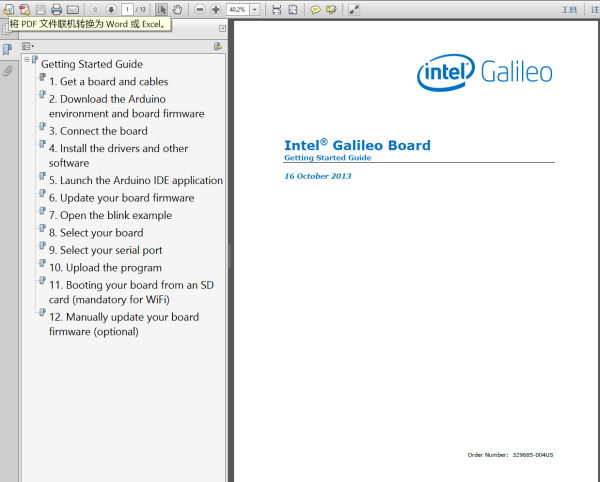 1 / 13
40.2%
工具
将 PDF 文件联机转换为 Word 或 Excel。
Getting Started Guide
1. Get a board and cables
2. Download the Arduino
environment and board firmware
3. Connect the board
4. Install the drivers and other
software
5. Launch the Arduino IDE application
6. Update your board firmware
7. Open the blink example
8. Select your board
9. Select your serial port
10. Upload the program
11. Booting your board from an SD
card (mandatory for WiFi)
12. Manually update your board
firmware (optional)
intel Galileo
Intel® Galileo Board
Getting Started Guide
16 October 2013
Order Number: 329685-004US